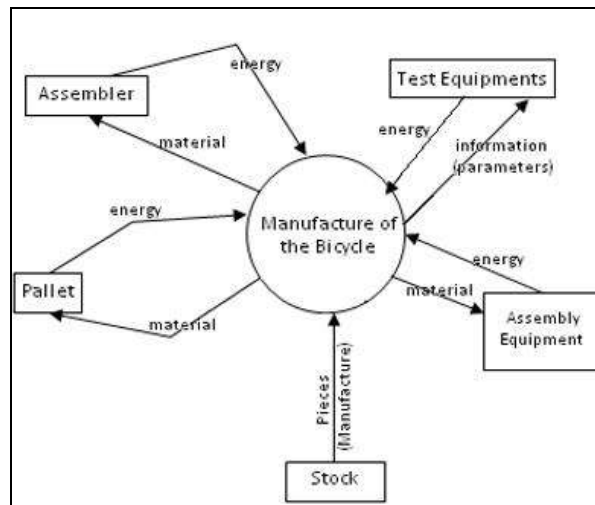 energy
Assembler
Test Equipments
energy
material
information
(parameters)
energy
Manufacture of
the Bicycle
energy
Pallet
material
material
Assembly
Equipment
Pieces
(Manufacture)
Stock